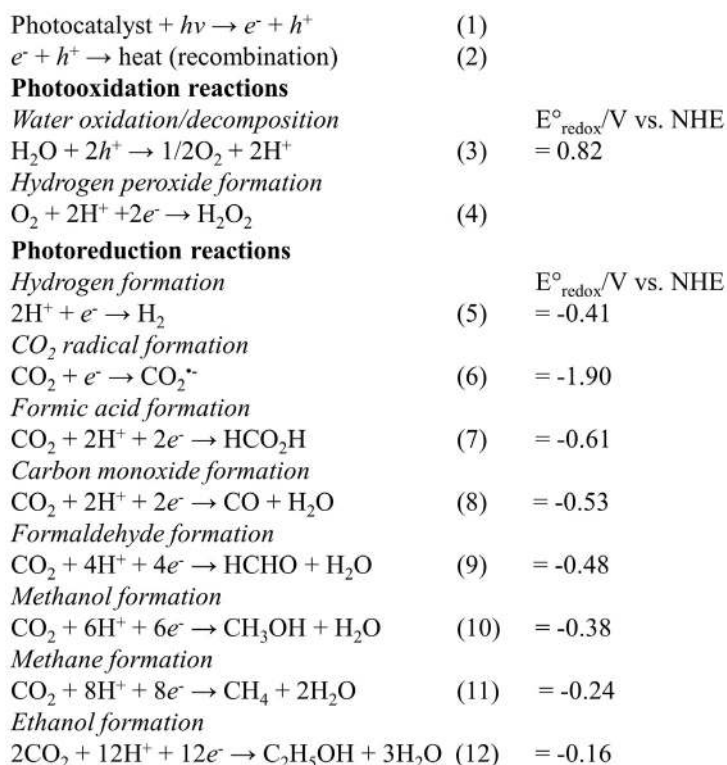 Photocatalyst + hν → e⁻ + h⁺ (1)
e⁻ + h⁺ → heat (recombination) (2)
Photooxidation reactions
Water oxidation/decomposition E°redox/V vs. NHE
H₂O + 2h⁺ → 1/2O₂ + 2H⁺ (3) = 0.82
Hydrogen peroxide formation
O₂ + 2H⁺ +2e⁻ → H₂O₂ (4)
Photoreduction reactions
Hydrogen formation E°redox/V vs. NHE
2H⁺ + e⁻ → H₂ (5) = -0.41
CO₂ radical formation
CO₂ + e⁻ → CO₂•⁻ (6) = -1.90
Formic acid formation
CO₂ + 2H⁺ + 2e⁻ → HCO₂H (7) = -0.61
Carbon monoxide formation
CO₂ + 2H⁺ + 2e⁻ → CO + H₂O (8) = -0.53
Formaldehyde formation
CO₂ + 4H⁺ + 4e⁻ → HCHO + H₂O (9) = -0.48
Methanol formation
CO₂ + 6H⁺ + 6e⁻ → CH₃OH + H₂O (10) = -0.38
Methane formation
CO₂ + 8H⁺ + 8e⁻ → CH₄ + 2H₂O (11) = -0.24
Ethanol formation
2CO₂ + 12H⁺ + 12e⁻ → C₂H₅OH + 3H₂O (12) = -0.16